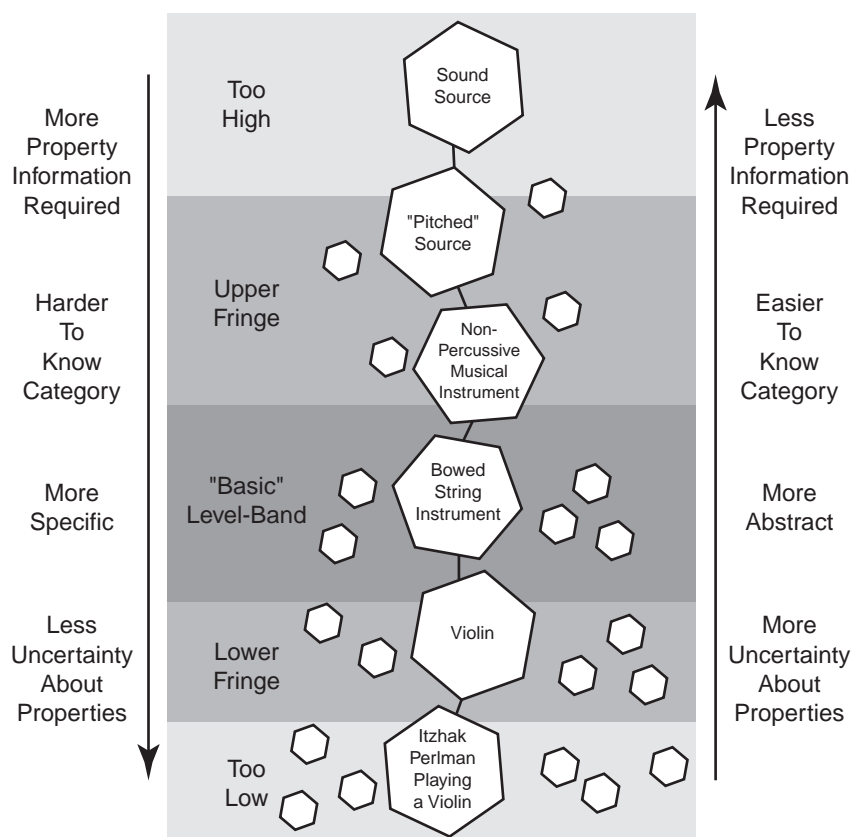 More
Property
Information
Required
Harder
To
Know
Category
More
Specific
Less
Uncertainty
About
Properties
Too
High
Upper
Fringe
"Basic"
Level-Band
Lower
Fringe
Too
Low
Sound
Source
"Pitched"
Source
Non-
Percussive
Musical
Instrument
Bowed
String
Instrument
Violin
Itzhak
Perlman
Playing
a Violin
Less
Property
Information
Required
Easier
To
Know
Category
More
Abstract
More
Uncertainty
About
Properties